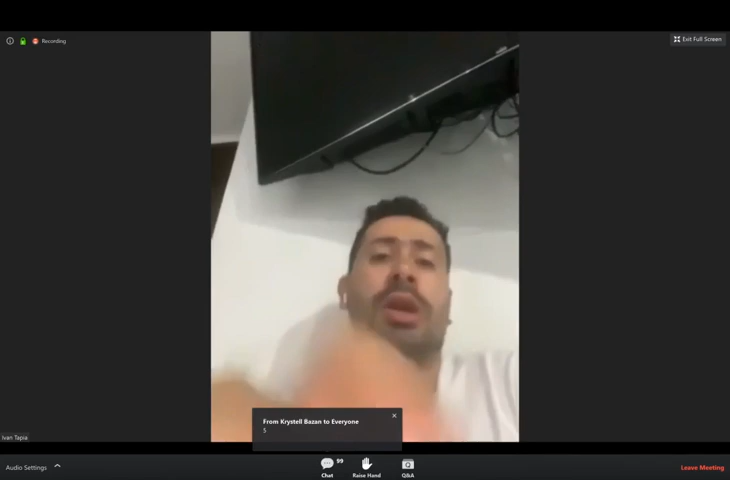 Recording
Exit Full Screen
From Krystell Bazan to Everyone
5
Ivan Tapia
Audio Settings
99
Chat
Raise Hand
Q&A
Leave Meeting